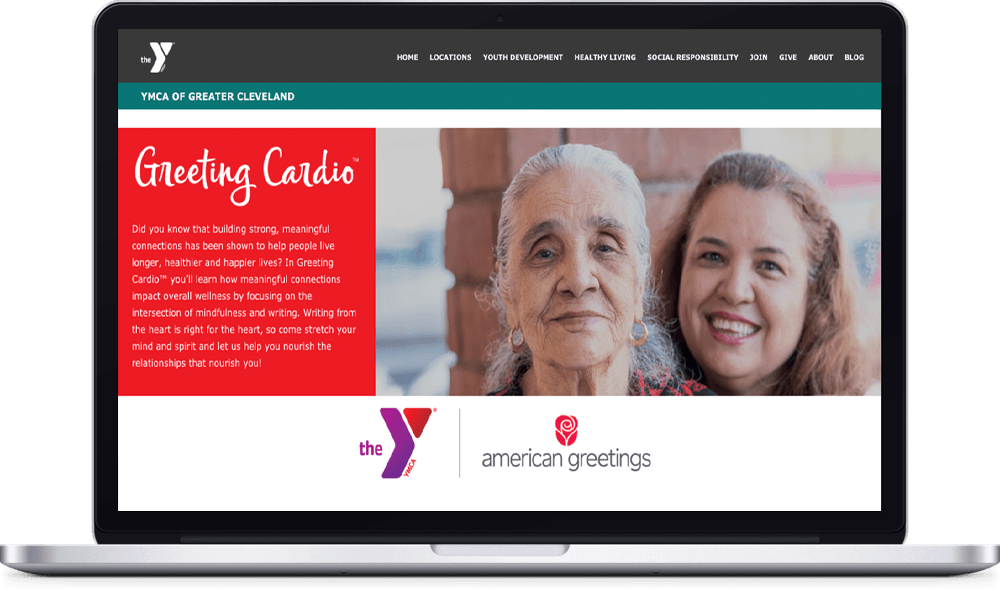 the
HOME LOCATIONS YOUTH DEVELOPMENT HEALTHY LIVING SOCIAL RESPONSIBILITY JOIN GIVE ABOUT BLOG
YMCA OF GREATER CLEVELAND
Greeting Cardio™
Did you know that building strong, meaningful
connections has been shown to help people live
longer, healthier and happier lives? In Greeting
Cardio™ you'll learn how meaningful connections
impact overall wellness by focusing on the
intersection of mindfulness and writing. Writing from
the heart is right for the heart, so come stretch your
mind and spirit and let us help you nourish the
relationships that nourish you!
the Y®
YMCA
american greetings